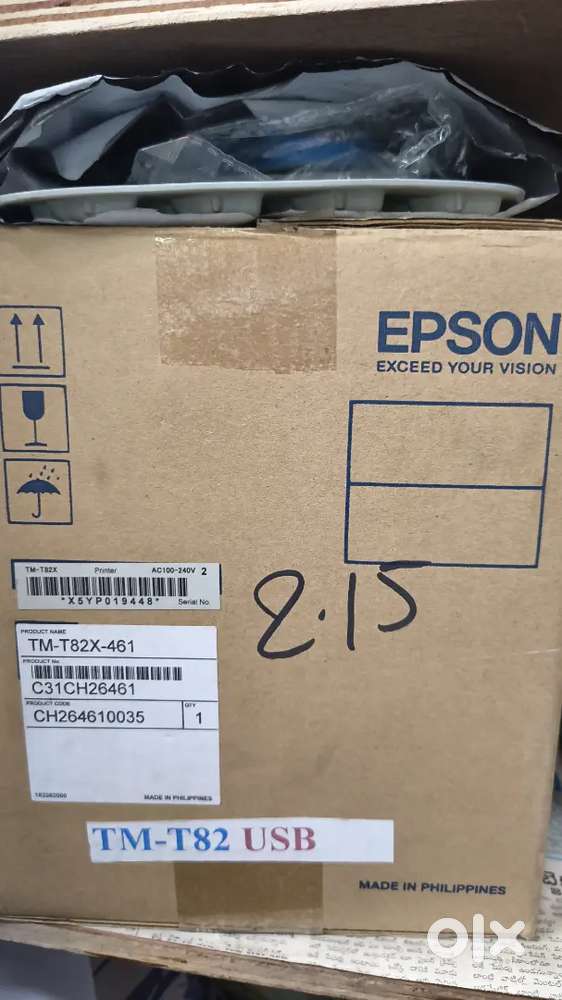 EPSON
EXCEED YOUR VISION
TM-T82X Printer AC100-240V 2
*X5YP019448* Serial No.
2.15
PRODUCT NAME
TM-T82X-461
PRODUCT No.
C31CH26461
PRODUCT CODE QTY
CH264610035 1
MADE IN PHILIPPINES
TM-T82 USB
MADE IN PHILIPPINES
olx